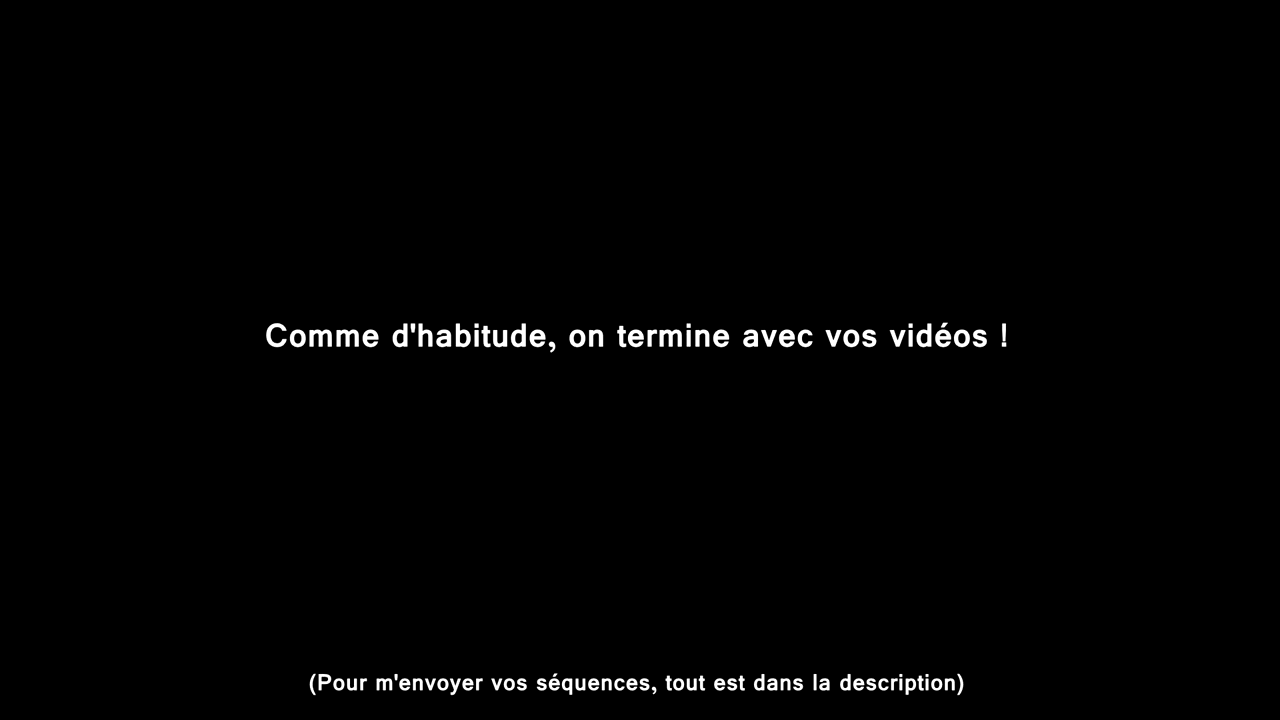 Comme d'habitude, on termine avec vos vidéos !
(Pour m'envoyer vos séquences, tout est dans la description)